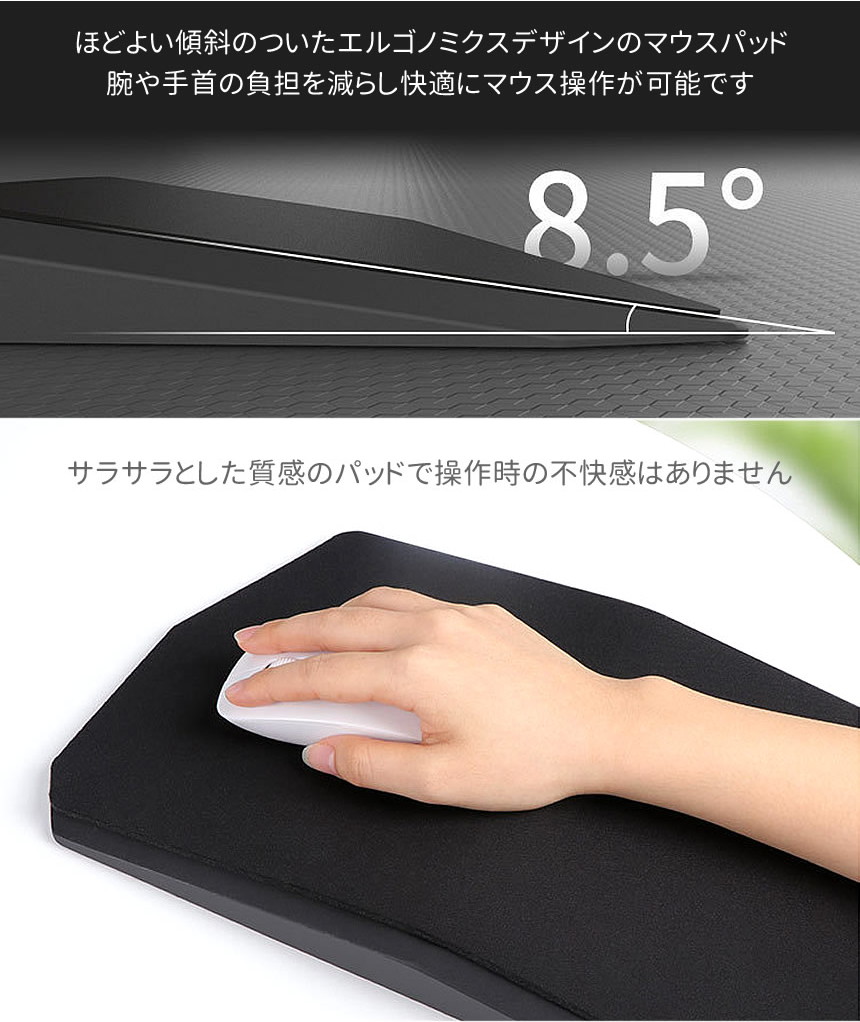 ほどよい傾斜のついたエルゴノミクスデザインのマウスパッド
腕や手首の負担を減らし快適にマウス操作が可能です
8.5°
サラサラとした質感のパッドで操作時の不快感はありません